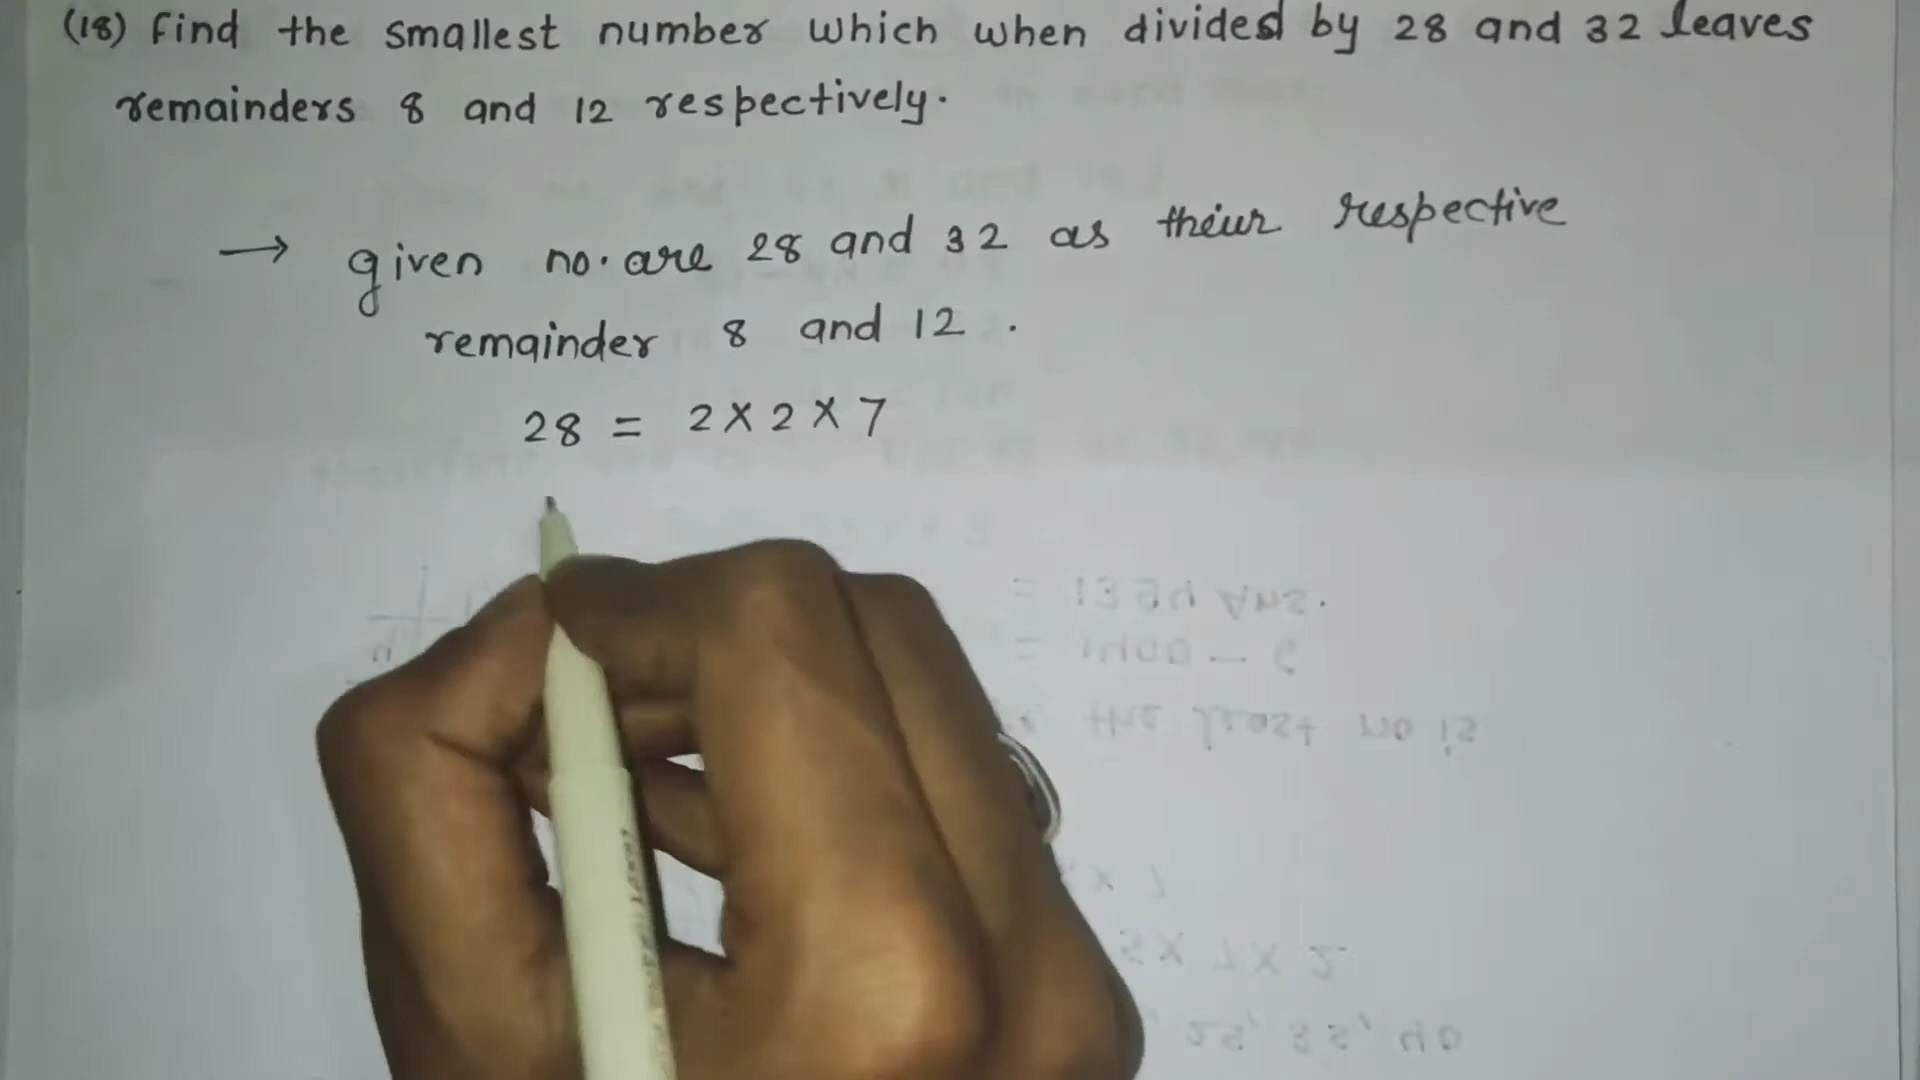 (18) Find the smallest number which when divided by 28 and 32 leaves
remainders 8 and 12 respectively.
→ given no. are 28 and 32 as their respective
remainder 8 and 12 .
28 = 2 X 2 X 7